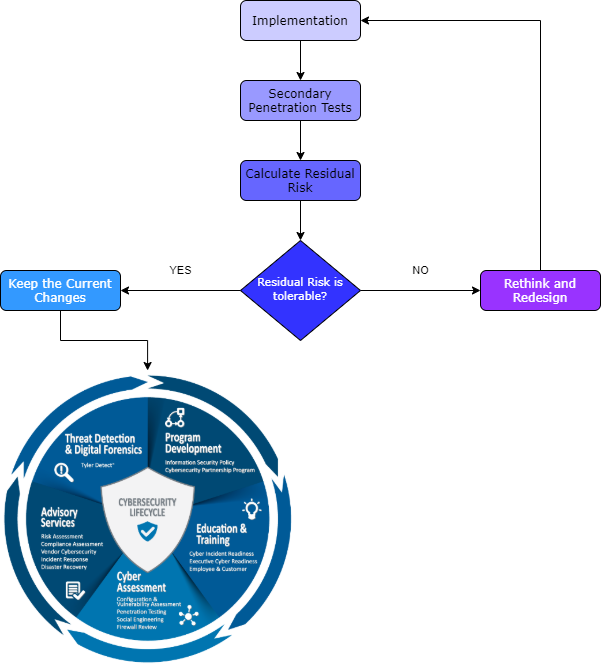 Implementation
Secondary
Penetration Tests
Calculate Residual
Risk
Residual Risk is
tolerable?
YES
NO
Keep the Current
Changes
Rethink and
Redesign
Threat Detection
& Digital Forensics
Tyler Detect™
Program
Development
Information Security Policy
Cybersecurity Partnership Program
CYBERSECURITY
LIFECYCLE
Advisory
Services
Risk Assessment
Compliance Assessment
Vendor Cybersecurity
Incident Response
Disaster Recovery
Education &
Training
Cyber Incident Readiness
Executive Cyber Readiness
Employee & Customer
Cyber
Assessment
Configuration &
Vulnerability Assessment
Penetration Testing
Social Engineering
Firewall Review